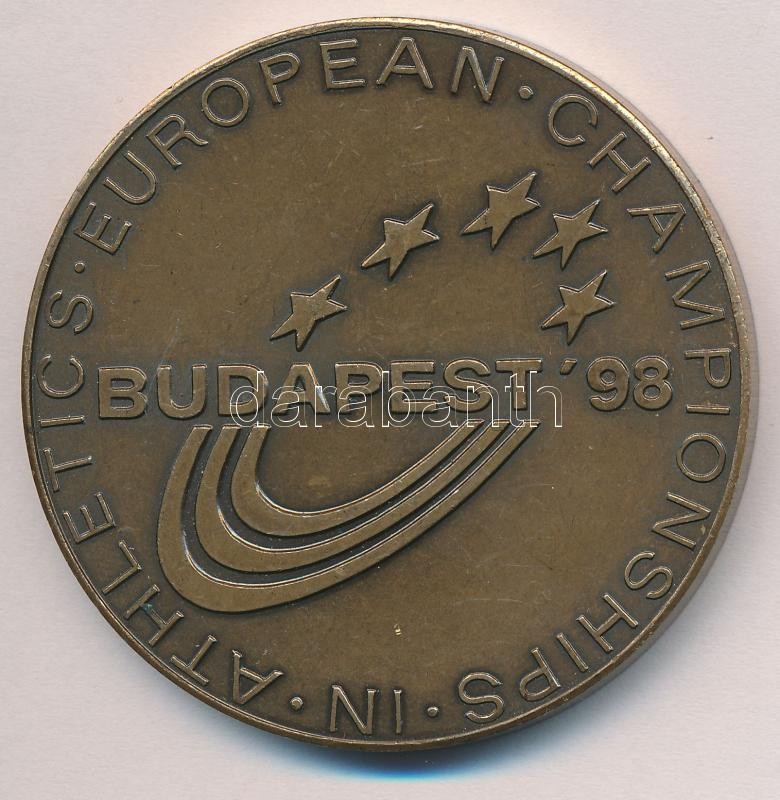 EUROPEAN · CHAMPIONSHIPS · IN · ATHLETICS ·
BUDAPEST '98
darabanth